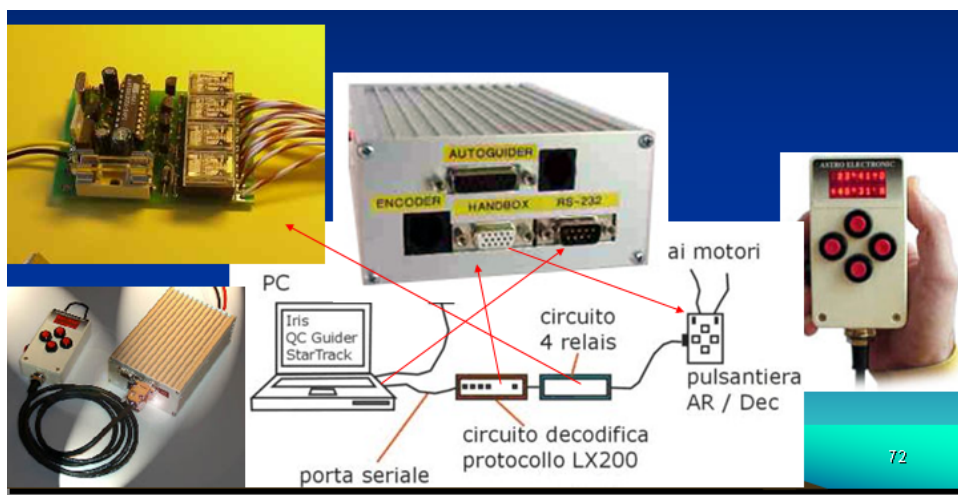 AUTOGUIDER
ENCODER
HANDBOX
RS-232
ASTRO ELECTRONIC
ai motori
PC
Iris
QC Guider
StarTrack
circuito
4 relais
pulsantiera
AR / Dec
circuito decodifica
protocollo LX200
porta seriale
72